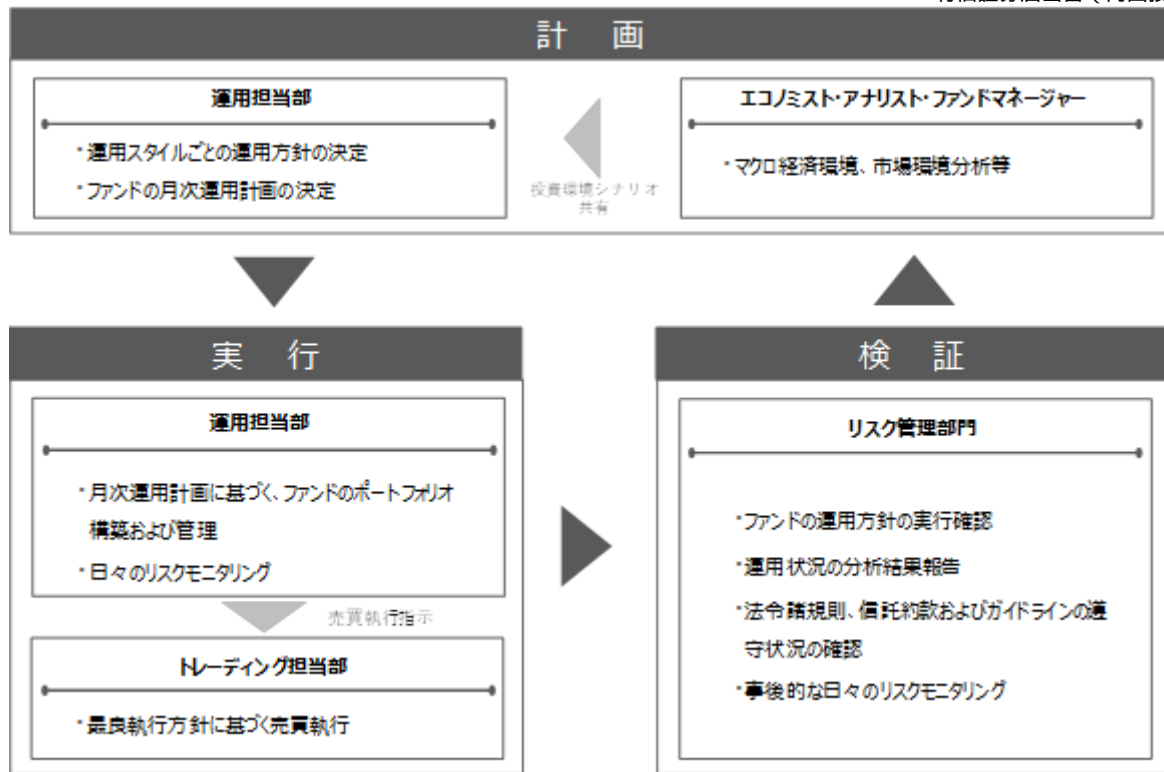 計 画
運用担当部
・運用スタイルごとの運用方針の決定
・ファンドの月次運用計画の決定
投資環境シナリオ
共有
エコノミスト・アナリスト・ファンドマネージャー
・マクロ経済環境、市場環境分析等
実 行
運用担当部
・月次運用計画に基づく、ファンドのポートフォリオ
構築および管理
・日々のリスクモニタリング
売買執行指示
トレーディング担当部
・最良執行方針に基づく売買執行
検 証
リスク管理部門
・ファンドの運用方針の実行確認
・運用状況の分析結果報告
・法令諸規則、信託約款およびガイドラインの遵
守状況の確認
・事後的な日々のリスクモニタリング